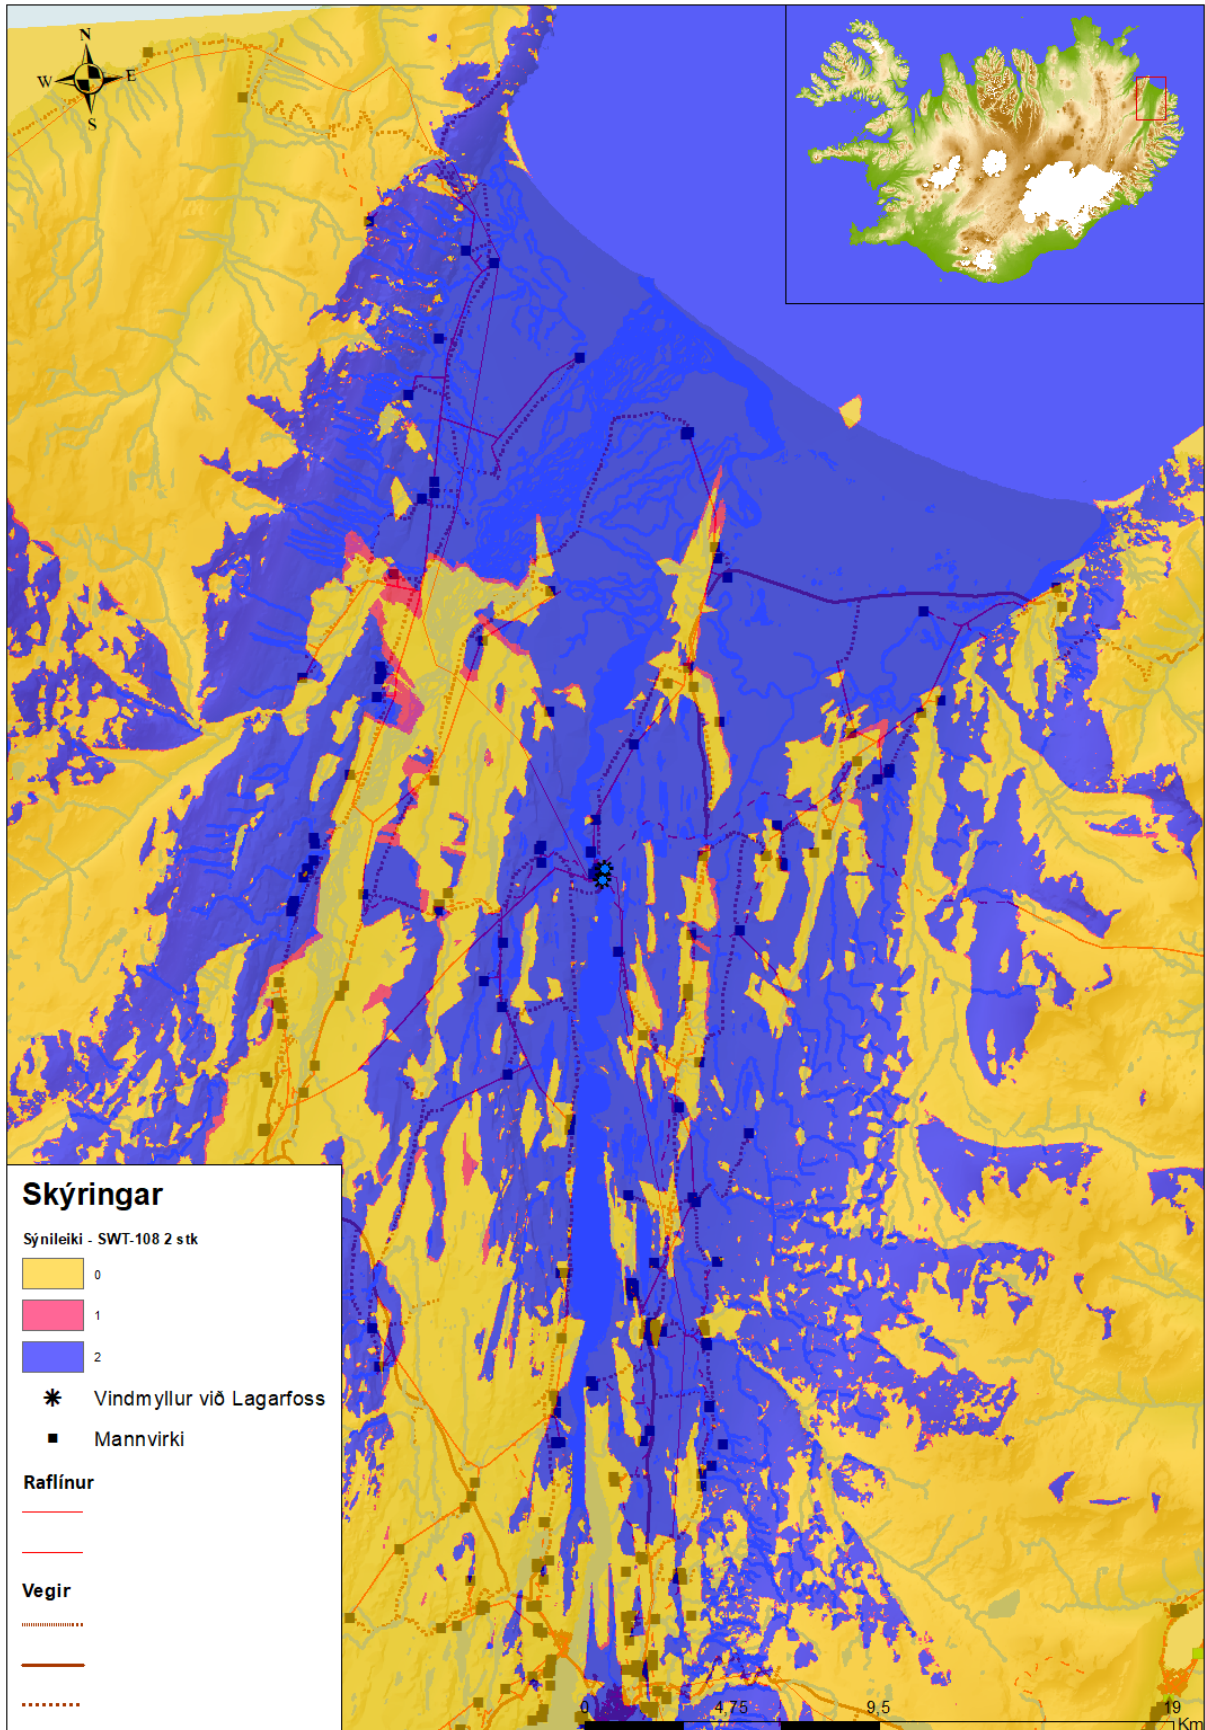 N
W E
S
Skýringar
Sýnileiki - SWT-108 2 stk
0
1
2
Vindmyllur við Lagarfoss
Mannvirki
Raflínur
Vegir
0 4,75 9,5 19
Km